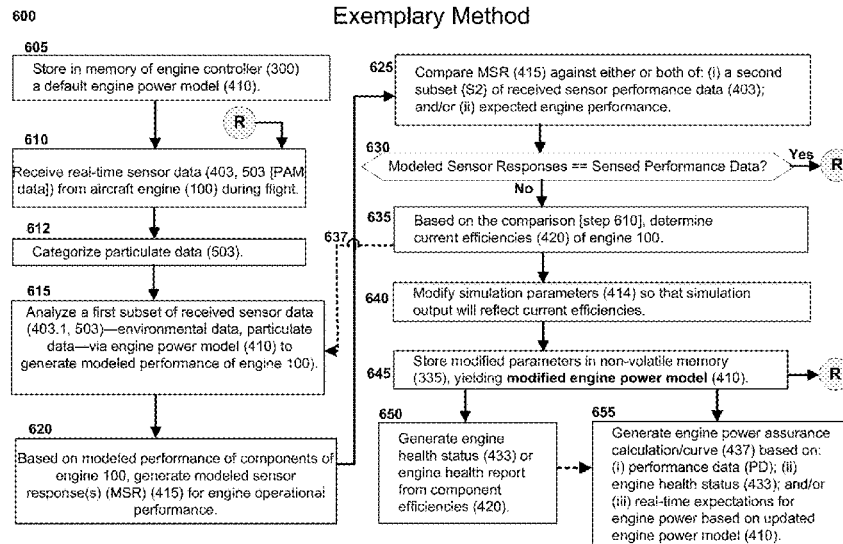 600
Exemplary Method
605
Store in memory of engine controller (300)
a default engine power model (410).
R
610
Receive real-time sensor data (403, 503 [PAM
data]) from aircraft engine (100) during flight.
612
Categorize particulate data (503).
615
Analyze a first subset of received sensor data
(403.1, 503)—environmental data, particulate
data—via engine power model (410) to
generate modeled performance of engine 100).
620
Based on modeled performance of components of
engine 100, generate modeled sensor
response(s) (MSR) (415) for engine operational
performance.
625
Compare MSR (415) against either or both of: (i) a second
subset {S2} of received sensor performance data (403);
and/or (ii) expected engine performance.
630
Modeled Sensor Responses == Sensed Performance Data?
Yes
R
No
635
637
Based on the comparison [step 610], determine
current efficiencies (420) of engine 100.
640
Modify simulation parameters (414) so that simulation
output will reflect current efficiencies.
645
Store modified parameters in non-volatile memory
(335), yielding modified engine power model (410).
R
650
Generate engine
health status (433) or
engine health report
from component
efficiencies (420).
655
Generate engine power assurance
calculation/curve (437) based on:
(i) performance data (PD); (ii)
engine health status (433); and/or
(iii) real-time expectations for
engine power based on updated
engine power model (410).